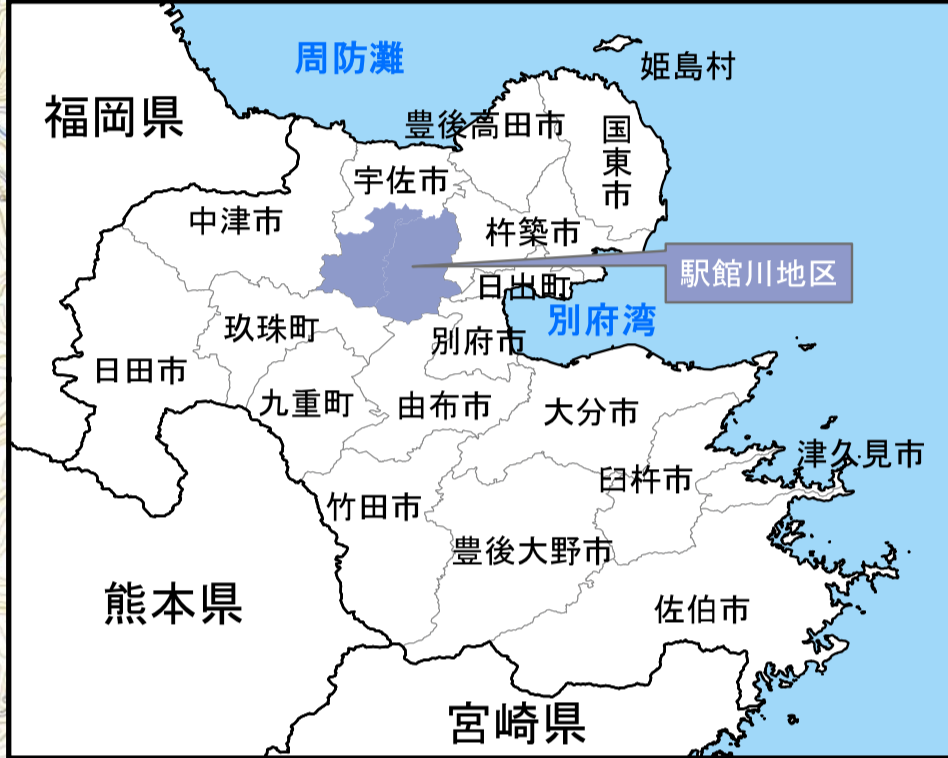 周防灘
姫島村
福岡県
豊後高田市
国東市
宇佐市
中津市
杵築市
駅館川地区
日出町
別府湾
玖珠町
別府市
日田市
九重町
由布市
大分市
津久見市
臼杵市
竹田市
豊後大野市
熊本県
佐伯市
宮崎県